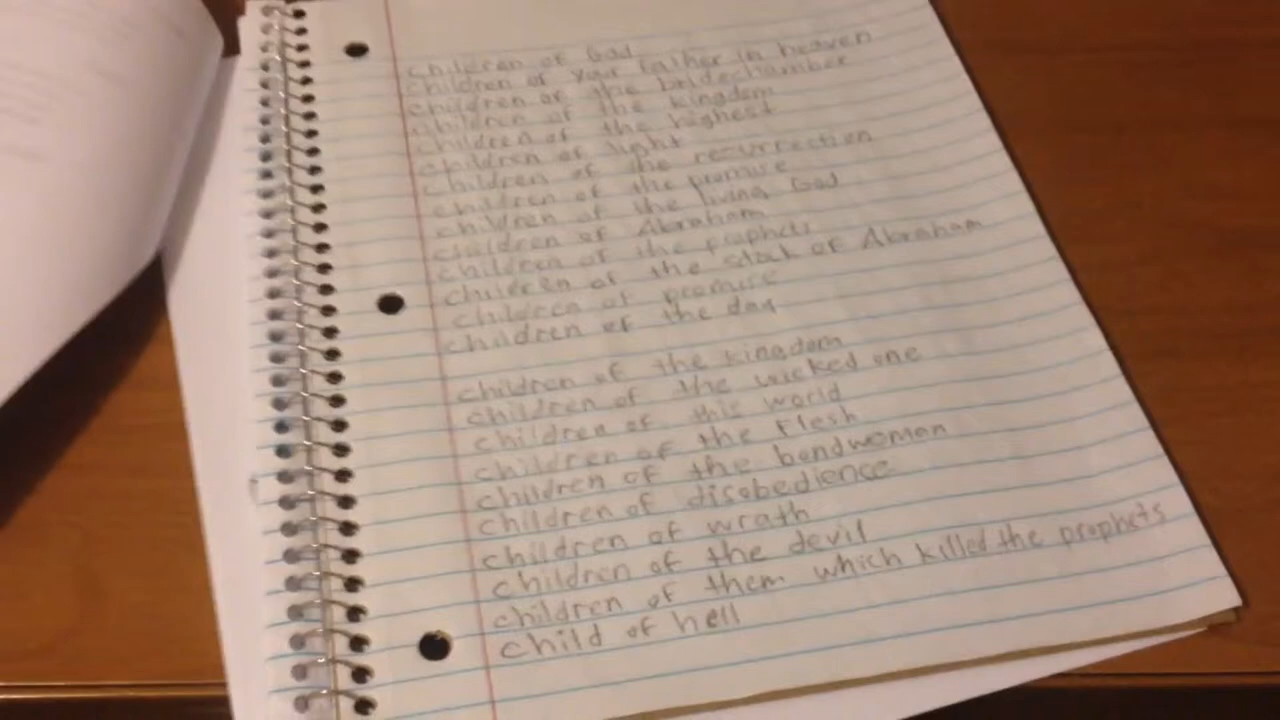 children of God
children of your Father in heaven
children of the bridechamber
children of the kingdom
children of the highest
children of light
children of the resurrection
children of the promise
children of the living God
children of Abraham
children of the prophets
children of the stock of Abraham
children of promise
children of the day
children of the kingdom
children of the wicked one
children of this world
children of the flesh
children of the bondwoman
children of disobedience
children of wrath
children of the devil
children of them which killed the prophets
child of hell